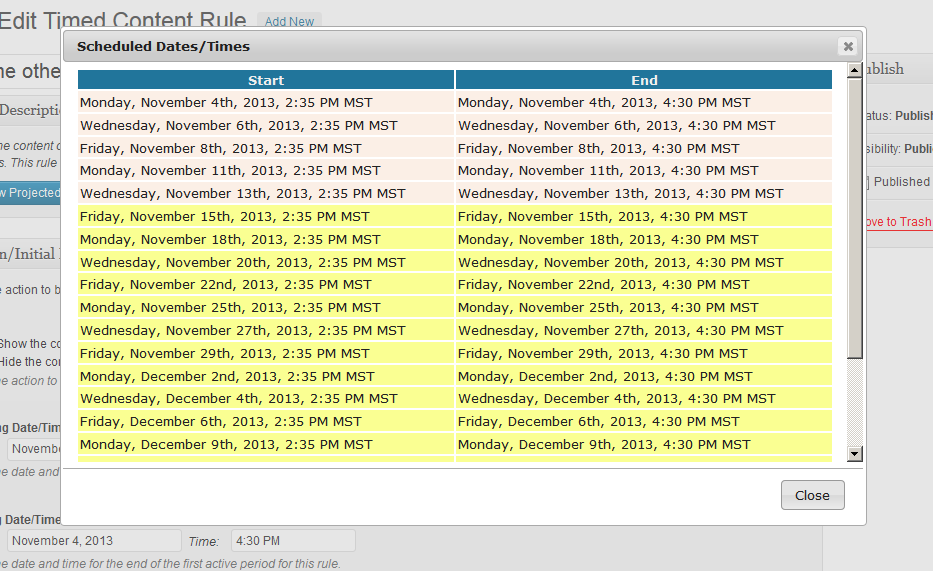 Edit Timed Content Rule Add New
Scheduled Dates/Times
Start End
Monday, November 4th, 2013, 2:35 PM MST Monday, November 4th, 2013, 4:30 PM MST
Wednesday, November 6th, 2013, 2:35 PM MST Wednesday, November 6th, 2013, 4:30 PM MST
Friday, November 8th, 2013, 2:35 PM MST Friday, November 8th, 2013, 4:30 PM MST
Monday, November 11th, 2013, 2:35 PM MST Monday, November 11th, 2013, 4:30 PM MST
Wednesday, November 13th, 2013, 2:35 PM MST Wednesday, November 13th, 2013, 4:30 PM MST
Friday, November 15th, 2013, 2:35 PM MST Friday, November 15th, 2013, 4:30 PM MST
Monday, November 18th, 2013, 2:35 PM MST Monday, November 18th, 2013, 4:30 PM MST
Wednesday, November 20th, 2013, 2:35 PM MST Wednesday, November 20th, 2013, 4:30 PM MST
Friday, November 22nd, 2013, 2:35 PM MST Friday, November 22nd, 2013, 4:30 PM MST
Monday, November 25th, 2013, 2:35 PM MST Monday, November 25th, 2013, 4:30 PM MST
Wednesday, November 27th, 2013, 2:35 PM MST Wednesday, November 27th, 2013, 4:30 PM MST
Friday, November 29th, 2013, 2:35 PM MST Friday, November 29th, 2013, 4:30 PM MST
Monday, December 2nd, 2013, 2:35 PM MST Monday, December 2nd, 2013, 4:30 PM MST
Wednesday, December 4th, 2013, 2:35 PM MST Wednesday, December 4th, 2013, 4:30 PM MST
Friday, December 6th, 2013, 2:35 PM MST Friday, December 6th, 2013, 4:30 PM MST
Monday, December 9th, 2013, 2:35 PM MST Monday, December 9th, 2013, 4:30 PM MST
Close
ne othe
Descripti
ne content
s. This rule
w Projected
n/Initial
e action to b
Show the co
Hide the con
e action to
g Date/Tim
Novembe
e date and
g Date/Time
November 4, 2013 Time: 4:30 PM
e date and time for the end of the first active period for this rule.
ublish
atus: Publish
sibility: Publi
Published
ove to Trash